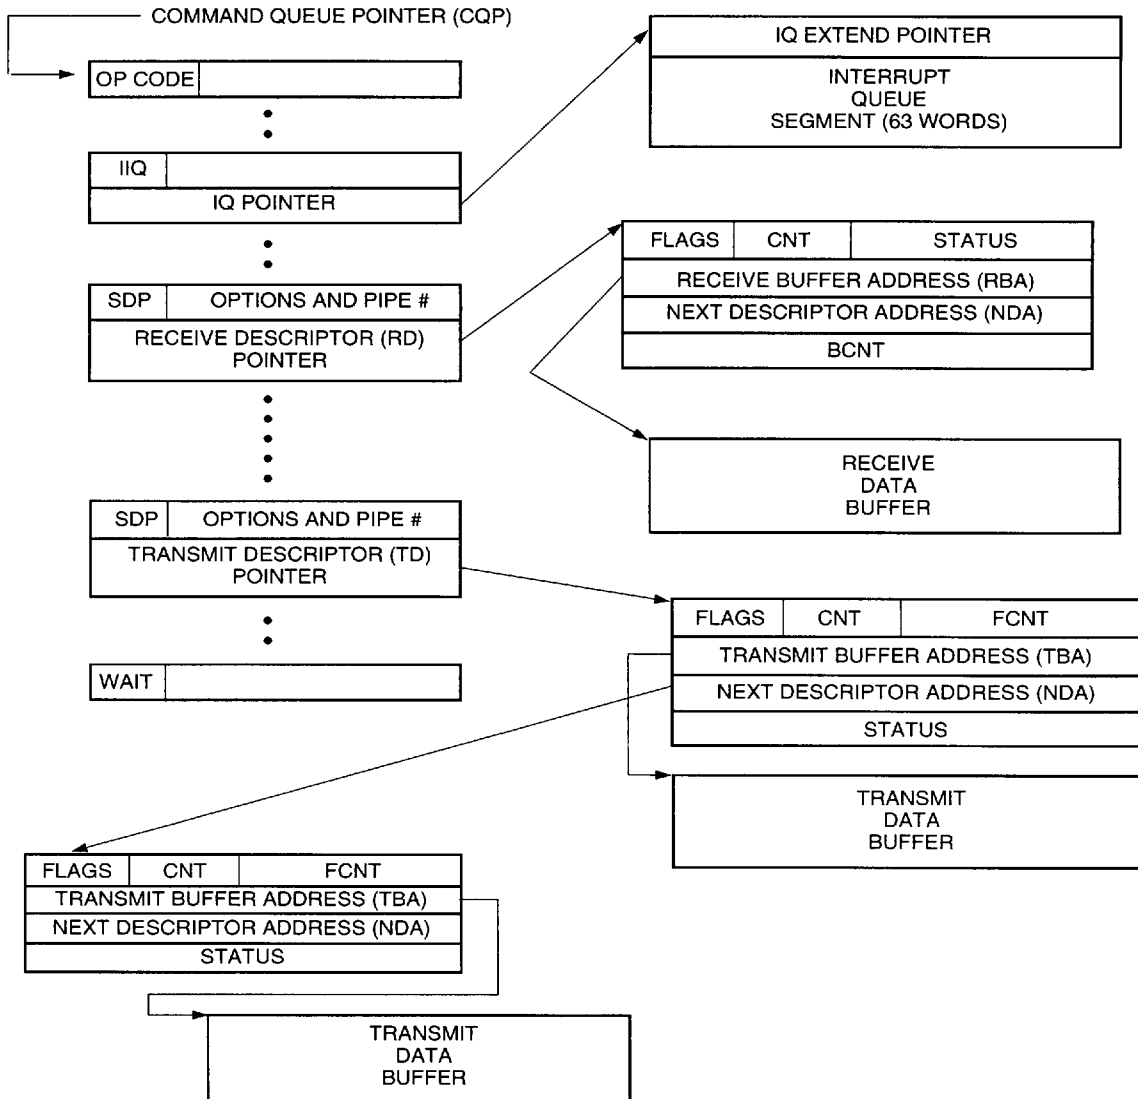 COMMAND QUEUE POINTER (CQP)
OP CODE
IIQ
IQ POINTER
SDP OPTIONS AND PIPE #
RECEIVE DESCRIPTOR (RD)
POINTER
SDP OPTIONS AND PIPE #
TRANSMIT DESCRIPTOR (TD)
POINTER
WAIT
IQ EXTEND POINTER
INTERRUPT
QUEUE
SEGMENT (63 WORDS)
FLAGS CNT STATUS
RECEIVE BUFFER ADDRESS (RBA)
NEXT DESCRIPTOR ADDRESS (NDA)
BCNT
RECEIVE
DATA
BUFFER
FLAGS CNT FCNT
TRANSMIT BUFFER ADDRESS (TBA)
NEXT DESCRIPTOR ADDRESS (NDA)
STATUS
TRANSMIT
DATA
BUFFER
FLAGS CNT FCNT
TRANSMIT BUFFER ADDRESS (TBA)
NEXT DESCRIPTOR ADDRESS (NDA)
STATUS
TRANSMIT
DATA
BUFFER